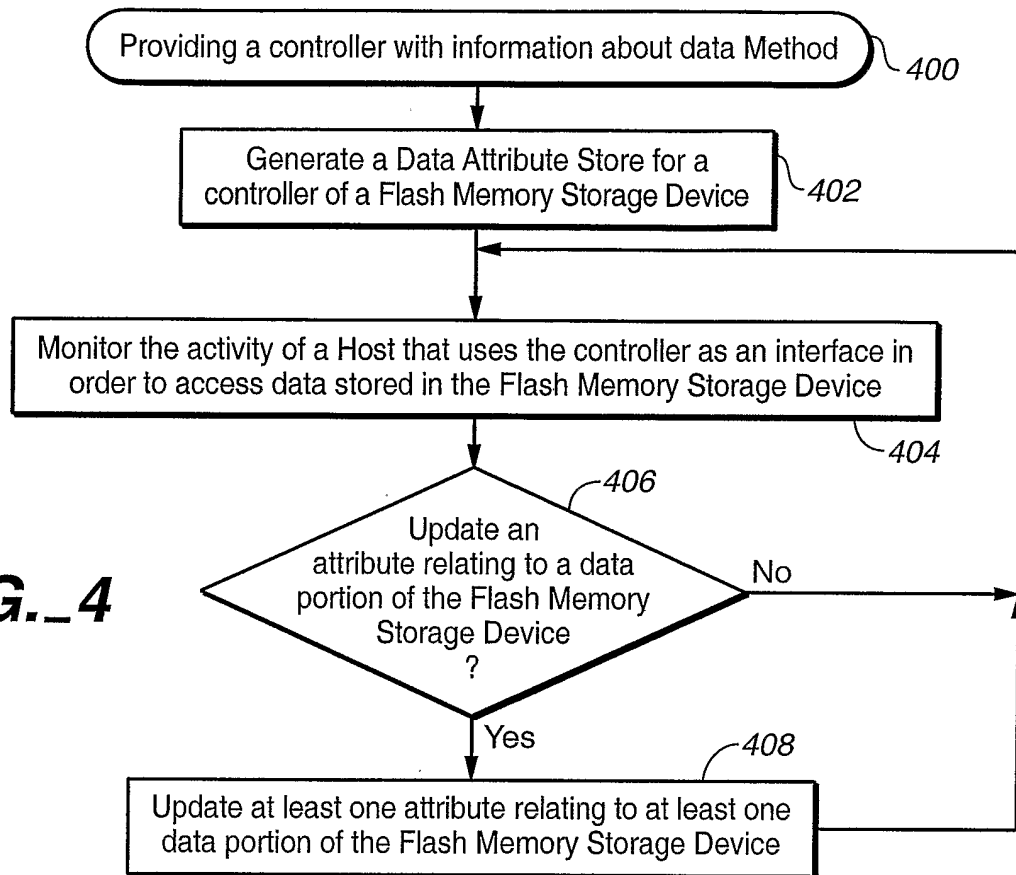 Providing a controller with information about data Method
400
Generate a Data Attribute Store for a
controller of a Flash Memory Storage Device
402
Monitor the activity of a Host that uses the controller as an interface in
order to access data stored in the Flash Memory Storage Device
404
406
Update an
attribute relating to a data
portion of the Flash Memory
Storage Device
?
No
G._4
Yes
408
Update at least one attribute relating to at least one
data portion of the Flash Memory Storage Device